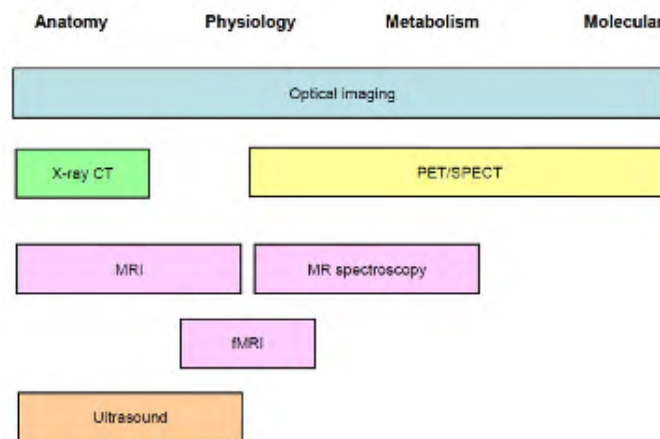 Anatomy Physiology Metabolism Molecular
Optical imaging
X-ray CT PET/SPECT
MRI MR spectroscopy
fMRI
Ultrasound